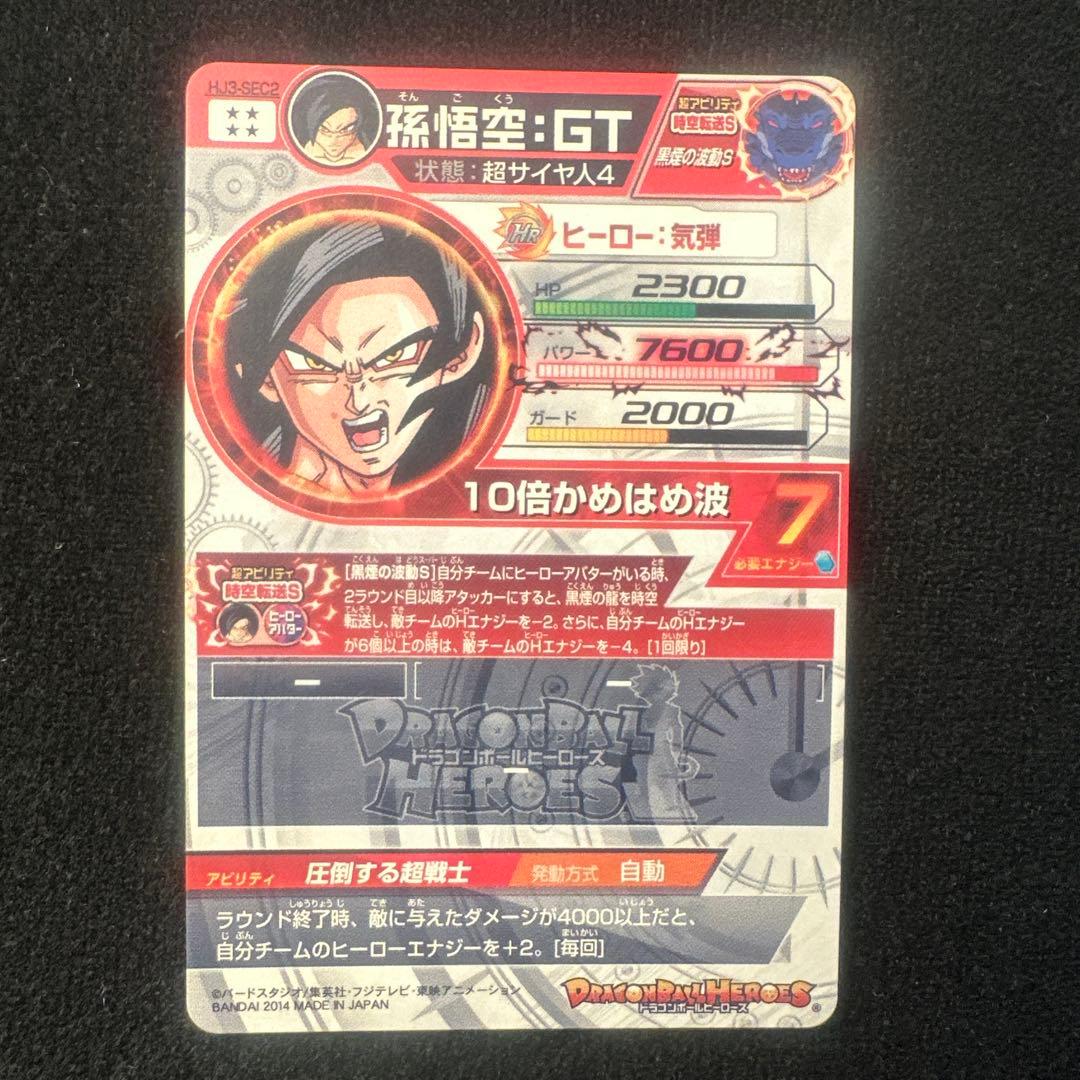 HJ3-SEC2
孫悟空:GT
そん ご くう
状態:超サイヤ人4
超アビリティ
時空転送S
黒煙の波動S
HR ヒーロー:気弾
HP 2300
パワー 7600
ガード 2000
10倍かめはめ波
7
必要エナジー
超アビリティ
時空転送S
ヒーロー
アバター
[黒煙の波動S]自分チームにヒーローアバターがいる時、
2ラウンド目以降アタッカーにすると、黒煙の龍を時空
転送し、敵チームのHエナジーを-2。さらに、自分チームのHエナジー
が6個以上の時は、敵チームのHエナジーを-4。[1回限り]
ー [ ー ]
DRAGONBALL
ドラゴンボールヒーローズ
HEROES
ー
アビリティ 圧倒する超戦士 発動方式 自動
ラウンド終了時、敵に与えたダメージが4000以上だと、
自分チームのヒーローエナジーを+2。[毎回]
©バードスタジオ/集英社・フジテレビ・東映アニメーション
BANDAI 2014 MADE IN JAPAN
DRAGONBALL HEROES
ドラゴンボールヒーローズ
®